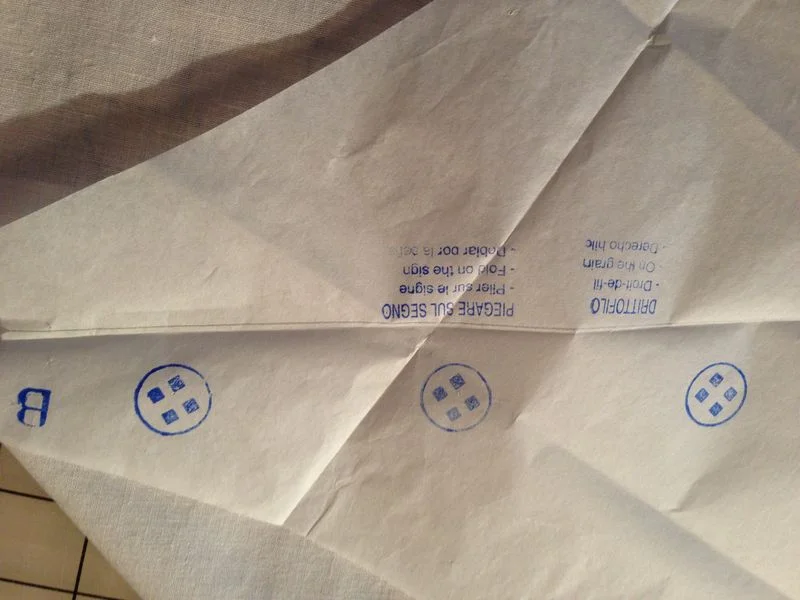 DRITTOFILO
- Droit-de-fil
- On the grain
- Derecho hilo
PIEGARE SUL SEGNO
- Plier sur le signe
- Fold on the sign
- Doblar por la
B